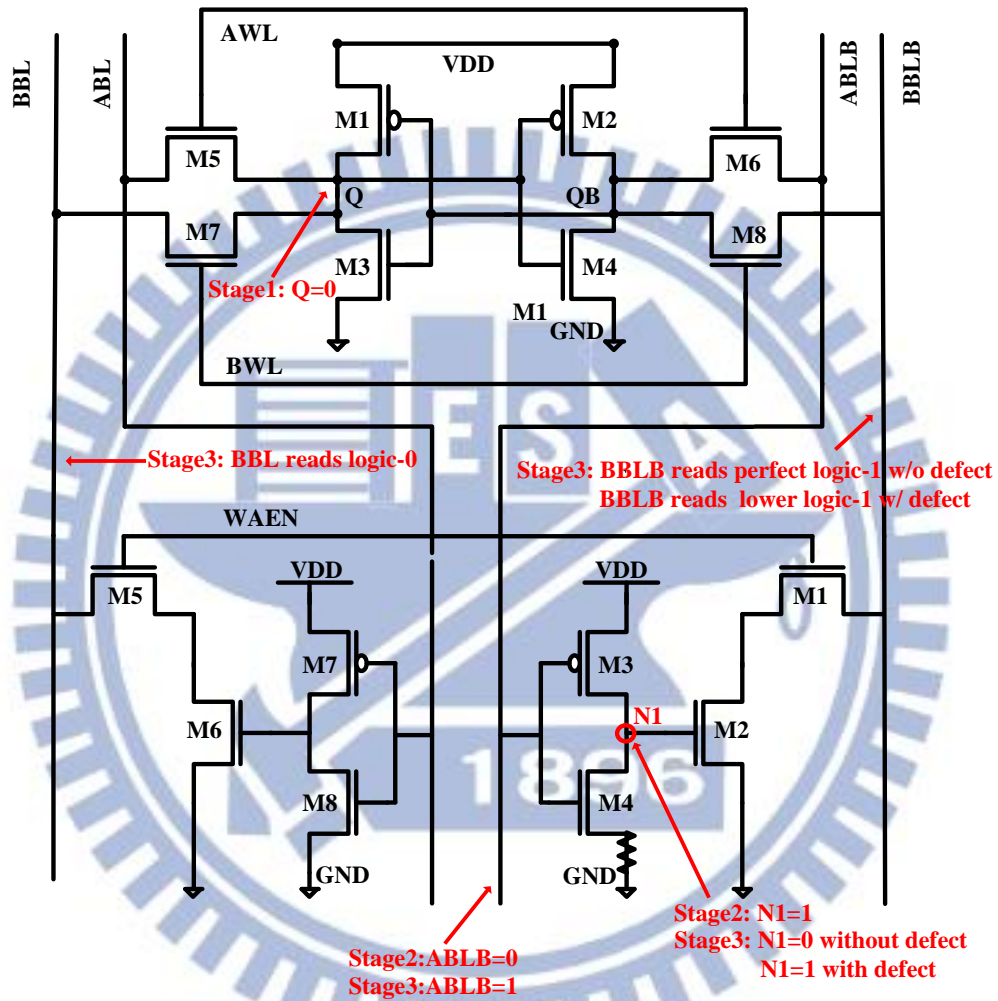 AWL
BBL
ABL
ABLB
BBLB
VDD
M1
M2
M5
M6
Q
QB
M7
M8
M3
M4
Stage1: Q=0
M1
GND
BWL
ESA
Stage3: BBL reads logic-0
Stage3: BBLB reads perfect logic-1 w/o defect
BBLB reads lower logic-1 w/ defect
WAEN
VDD
VDD
M5
M1
M7
M3
N1
M6
M2
M8
M4
1896
GND
GND
Stage2: N1=1
Stage3: N1=0 without defect
N1=1 with defect
Stage2:ABLB=0
Stage3:ABLB=1